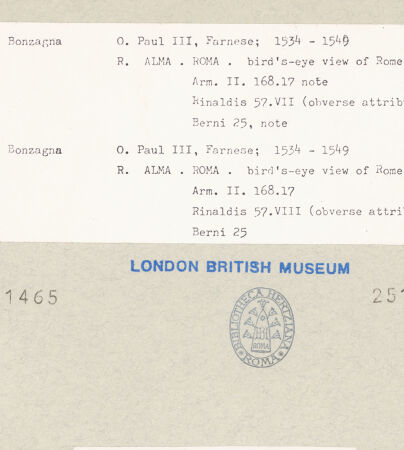 Bonzagna O. Paul III, Farnese; 1534 - 1549
R. ALMA . ROMA . bird's-eye view of Rome
Arm. II. 168.17 note
Rinaldis 57.VII (obverse attrib
Berni 25, note
Bonzagna O. Paul III, Farnese; 1534 - 1549
R. ALMA . ROMA . bird's-eye view of Rome
Arm. II. 168.17
Rinaldis 57.VIII (obverse attri
Berni 25
LONDON BRITISH MUSEUM
1465 251
BIBLIOTHECA HERTZIANA
ROMA
ROMA